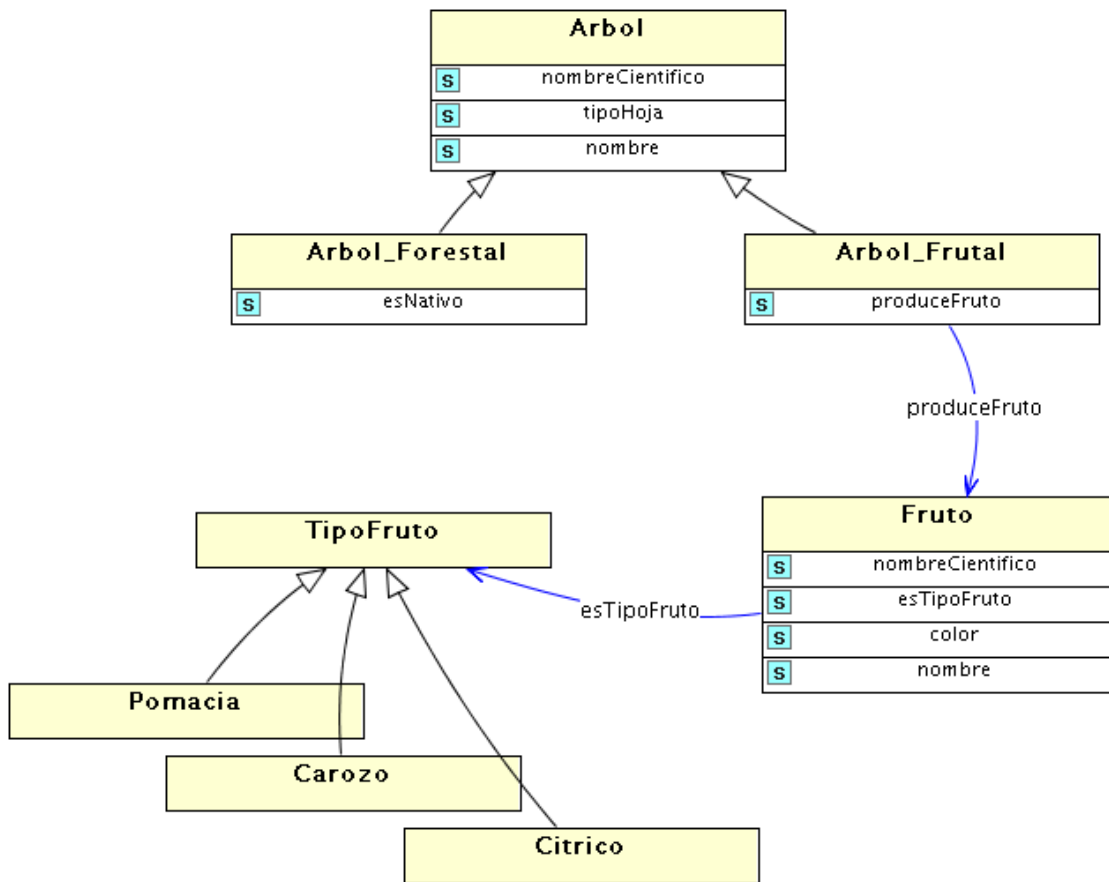 Arbol
S nombreCientifico
S tipoHoja
S nombre
Arbol_Forestal
S esNativo
Arbol_Frutal
S produceFruto
produceFruto
Fruto
S nombreCientifico
S esTipoFruto
S color
S nombre
TipoFruto
esTipoFruto
Pomacia
Carozo
Citrico